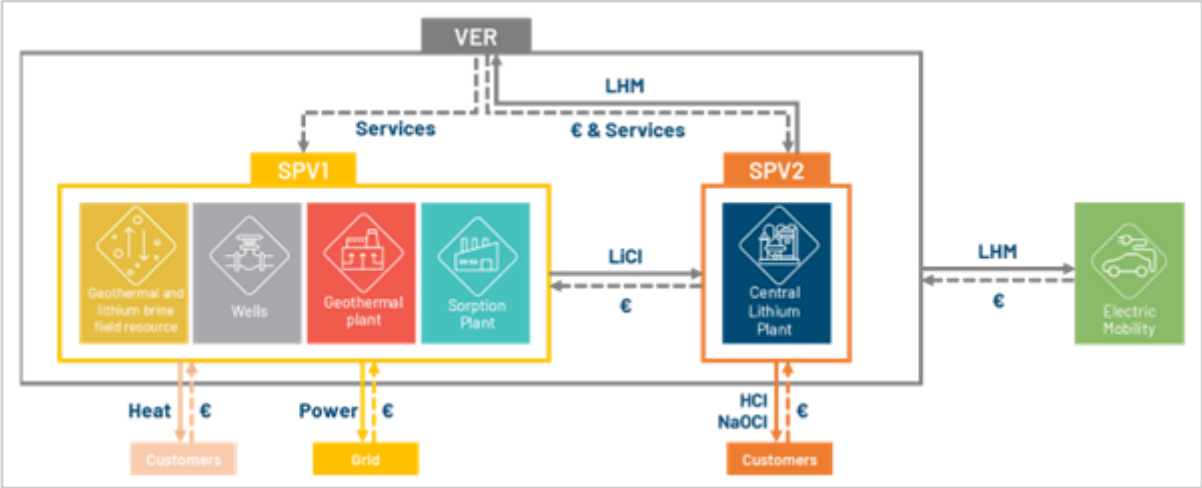 VER
LHM
Services
€ & Services
SPV1
SPV2
Geothermal and
lithium brine
field resource
Wells
Geothermal
plant
Sorption
Plant
LiCl
€
Central
Lithium
Plant
LHM
€
Electric
Mobility
Heat
€
Power
€
HCl
NaOCl
€
Customers
Grid
Customers